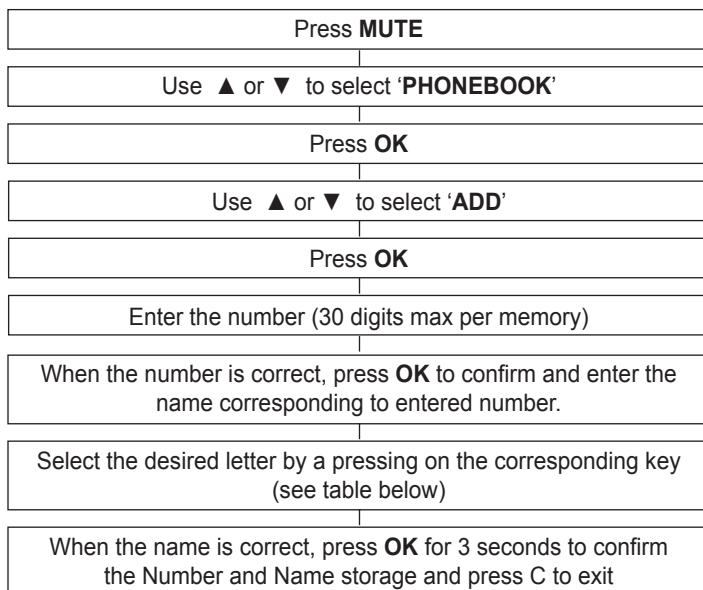 Press MUTE
Use ▲ or ▼ to select ‘PHONEBOOK’
Press OK
Use ▲ or ▼ to select ‘ADD’
Press OK
Enter the number (30 digits max per memory)
When the number is correct, press OK to confirm and enter the
name corresponding to entered number.
Select the desired letter by a pressing on the corresponding key
(see table below)
When the name is correct, press OK for 3 seconds to confirm
the Number and Name storage and press C to exit